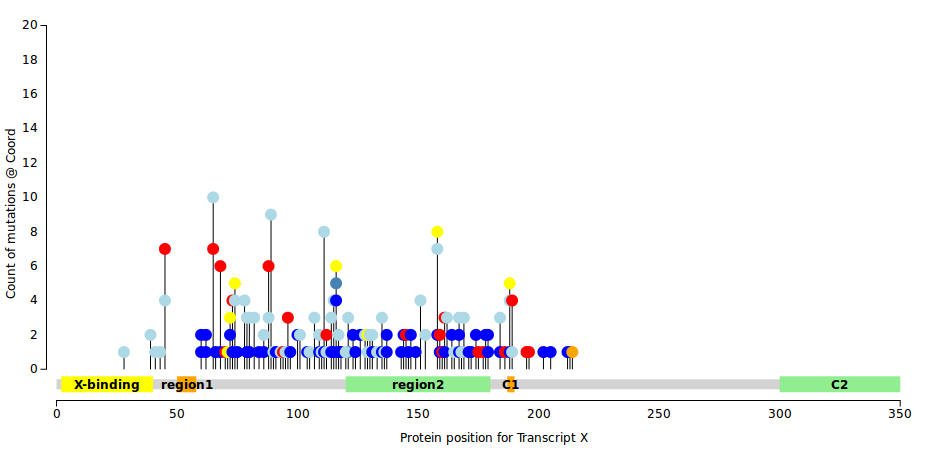 20
18
16
14
12
10
8
6
4
2
0
Count of mutations @ Coord
X-binding region1 region2 C1 C2
0 50 100 150 200 250 300 350
Protein position for Transcript X